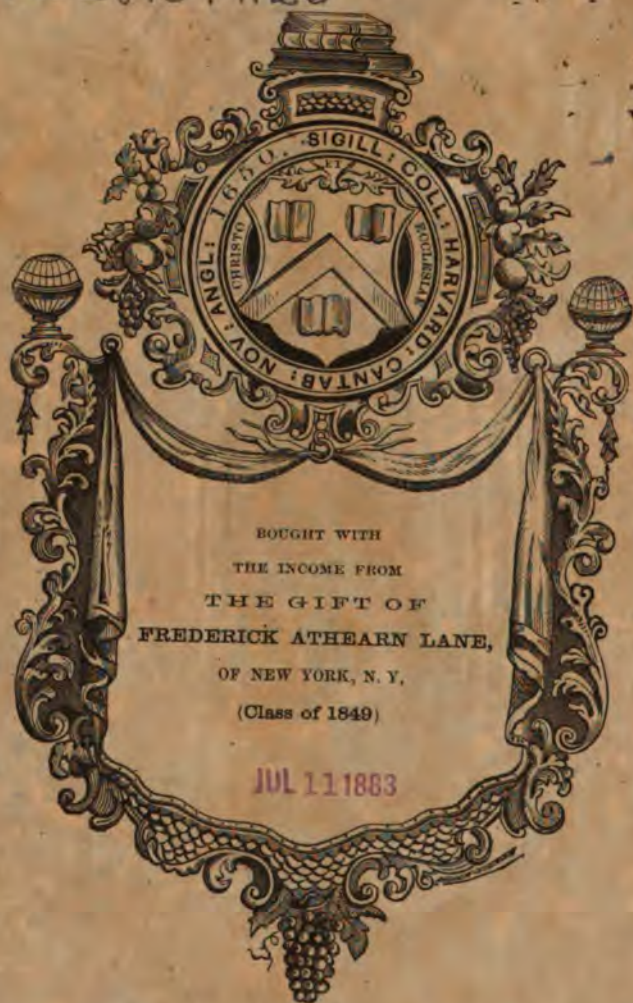 SIGILL: COLL: HARVARD: CANTAB: NOV: ANGL: 1650.
ET
CHRISTO
ECCLESIAE
BOUGHT WITH
THE INCOME FROM
THE GIFT OF
FREDERICK ATHEARN LANE,
OF NEW YORK, N. Y,
(Class of 1849)
JUL 11 1883